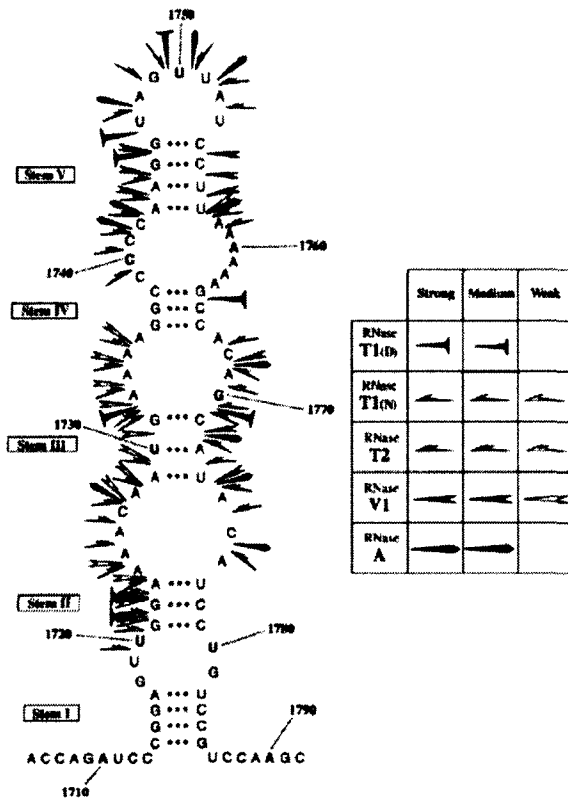 1750
G U U
A A
U U
G ••• C
Stem V
G ••• C
A ••• U
A ••• U
C A
C A
1760
A
1740
C A
C A
C ••• G
Stem IV
G ••• C
G C
A A
A C
A A
A G
1770
G ••• C
1730
Stem III
U ••• A
A ••• U
A A
C C
A A
A
A
A ••• U
Stem II
G ••• C
G ••• C
1720
1780
U U
U G
G U
A ••• U
G ••• C
Stem I
G ••• C
1790
C ••• G
ACCAGAUCC
UCCAAGC
1710
Strong Medium Weak
RNase
T1(D)
RNase
T1(N)
RNase
T2
RNase
V1
RNase
A